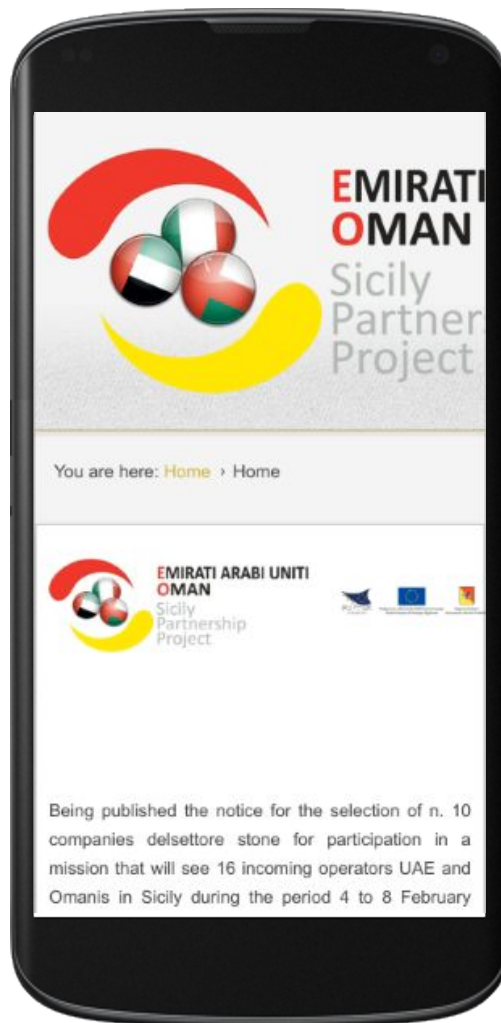 EMIRATI
OMAN
Sicily
Partner
Project
You are here: Home › Home
EMIRATI ARABI UNITI
OMAN
Sicily
Partnership
Project
Being published the notice for the selection of n. 10
companies delsettore stone for participation in a
mission that will see 16 incoming operators UAE and
Omanis in Sicily during the period 4 to 8 February